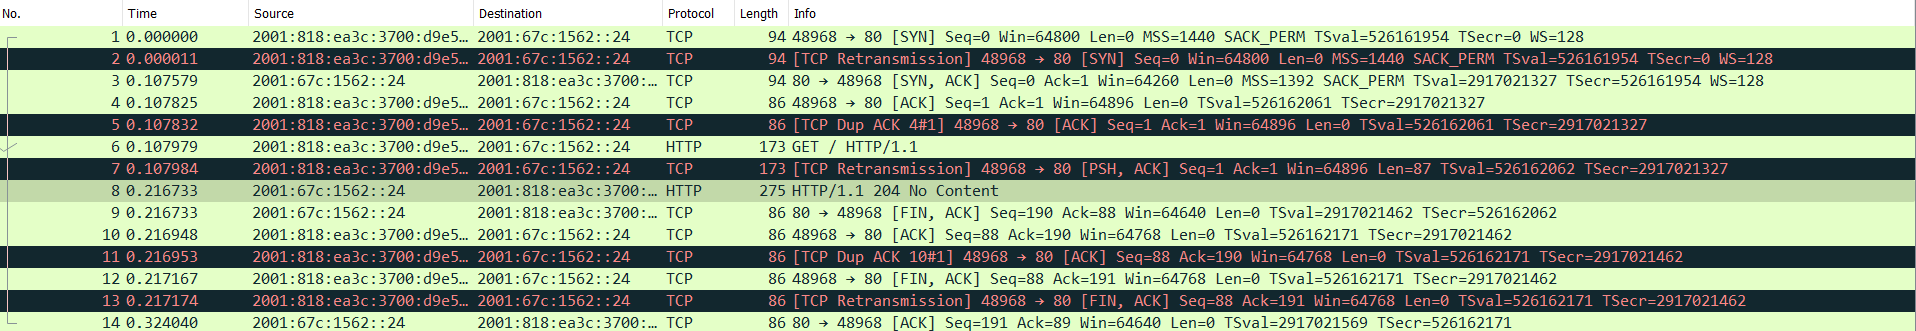 No. Time Source Destination Protocol Length Info
1 0.000000 2001:818:ea3c:3700:d9e5… 2001:67c:1562::24 TCP 94 48968 → 80 [SYN] Seq=0 Win=64800 Len=0 MSS=1440 SACK_PERM TSval=526161954 TSecr=0 WS=128
2 0.000011 2001:818:ea3c:3700:d9e5… 2001:67c:1562::24 TCP 94 [TCP Retransmission] 48968 → 80 [SYN] Seq=0 Win=64800 Len=0 MSS=1440 SACK_PERM TSval=526161954 TSecr=0 WS=128
3 0.107579 2001:67c:1562::24 2001:818:ea3c:3700:… TCP 94 80 → 48968 [SYN, ACK] Seq=0 Ack=1 Win=64260 Len=0 MSS=1392 SACK_PERM TSval=2917021327 TSecr=526161954 WS=128
4 0.107825 2001:818:ea3c:3700:d9e5… 2001:67c:1562::24 TCP 86 48968 → 80 [ACK] Seq=1 Ack=1 Win=64896 Len=0 TSval=526162061 TSecr=2917021327
5 0.107832 2001:818:ea3c:3700:d9e5… 2001:67c:1562::24 TCP 86 [TCP Dup ACK 4#1] 48968 → 80 [ACK] Seq=1 Ack=1 Win=64896 Len=0 TSval=526162061 TSecr=2917021327
6 0.107979 2001:818:ea3c:3700:d9e5… 2001:67c:1562::24 HTTP 173 GET / HTTP/1.1
7 0.107984 2001:818:ea3c:3700:d9e5… 2001:67c:1562::24 TCP 173 [TCP Retransmission] 48968 → 80 [PSH, ACK] Seq=1 Ack=1 Win=64896 Len=87 TSval=526162062 TSecr=2917021327
8 0.216733 2001:67c:1562::24 2001:818:ea3c:3700:… HTTP 275 HTTP/1.1 204 No Content
9 0.216733 2001:67c:1562::24 2001:818:ea3c:3700:… TCP 86 80 → 48968 [FIN, ACK] Seq=190 Ack=88 Win=64640 Len=0 TSval=2917021462 TSecr=526162062
10 0.216948 2001:818:ea3c:3700:d9e5… 2001:67c:1562::24 TCP 86 48968 → 80 [ACK] Seq=88 Ack=190 Win=64768 Len=0 TSval=526162171 TSecr=2917021462
11 0.216953 2001:818:ea3c:3700:d9e5… 2001:67c:1562::24 TCP 86 [TCP Dup ACK 10#1] 48968 → 80 [ACK] Seq=88 Ack=190 Win=64768 Len=0 TSval=526162171 TSecr=2917021462
12 0.217167 2001:818:ea3c:3700:d9e5… 2001:67c:1562::24 TCP 86 48968 → 80 [FIN, ACK] Seq=88 Ack=191 Win=64768 Len=0 TSval=526162171 TSecr=2917021462
13 0.217174 2001:818:ea3c:3700:d9e5… 2001:67c:1562::24 TCP 86 [TCP Retransmission] 48968 → 80 [FIN, ACK] Seq=88 Ack=191 Win=64768 Len=0 TSval=526162171 TSecr=2917021462
14 0.324040 2001:67c:1562::24 2001:818:ea3c:3700:… TCP 86 80 → 48968 [ACK] Seq=191 Ack=89 Win=64640 Len=0 TSval=2917021569 TSecr=526162171